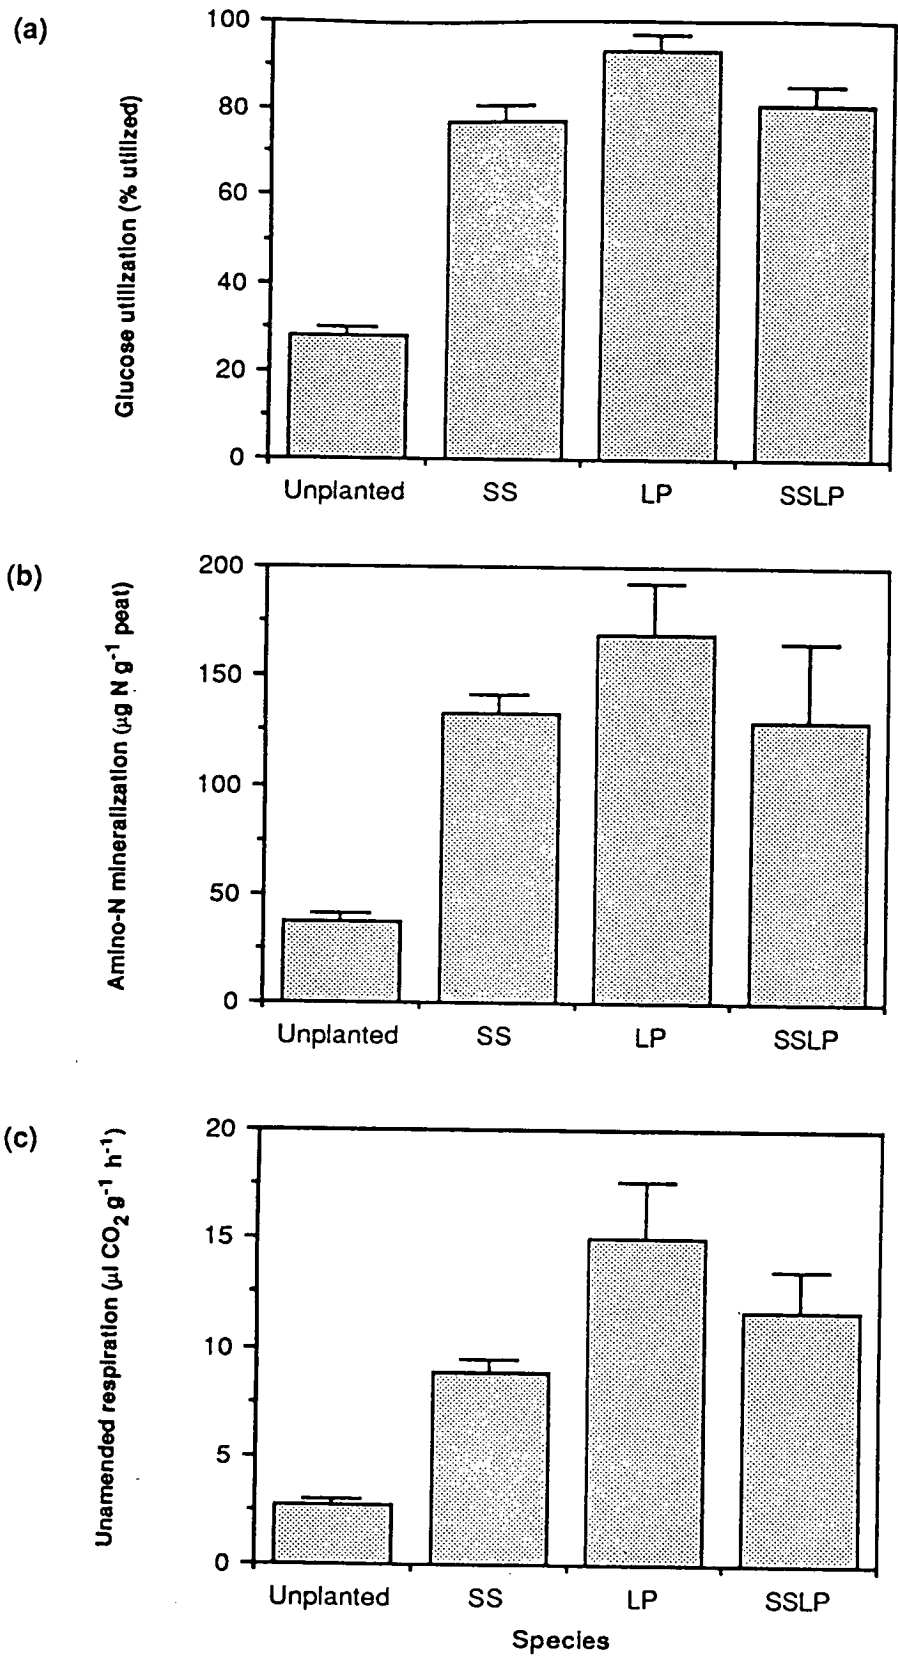 (a)
Glucose utilization (% utilized)
100
80
60
40
20
0
Unplanted SS LP SSLP
(b)
Amino-N mineralization (μg N g⁻¹ peat)
200
150
100
50
0
Unplanted SS LP SSLP
(c)
Unamended respiration (μl CO₂ g⁻¹ h⁻¹)
20
15
10
5
0
Unplanted SS LP SSLP
Species